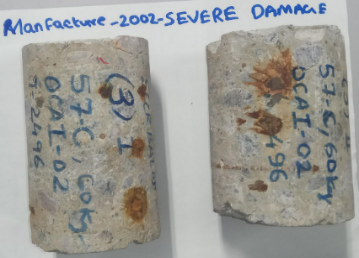 Manfacture-2002-SEVERE DAMAGE
(3) I
57-C, 60ky
OCAI-02
T-2496
57-C, 60ky
OCAI-02
496